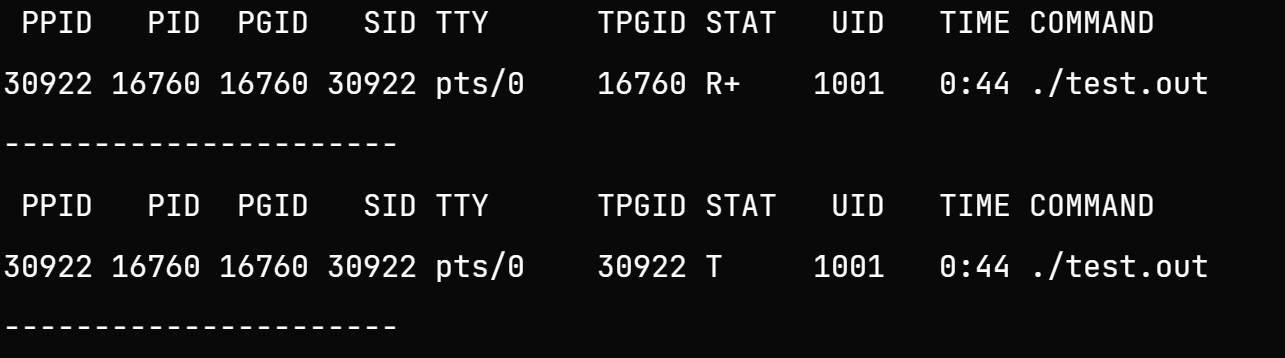 PPID   PID  PGID   SID TTY      TPGID STAT   UID   TIME COMMAND
30922 16760 16760 30922 pts/0    16760 R+    1001   0:44 ./test.out
----------------------
 PPID   PID  PGID   SID TTY      TPGID STAT   UID   TIME COMMAND
30922 16760 16760 30922 pts/0    30922 T     1001   0:44 ./test.out
----------------------